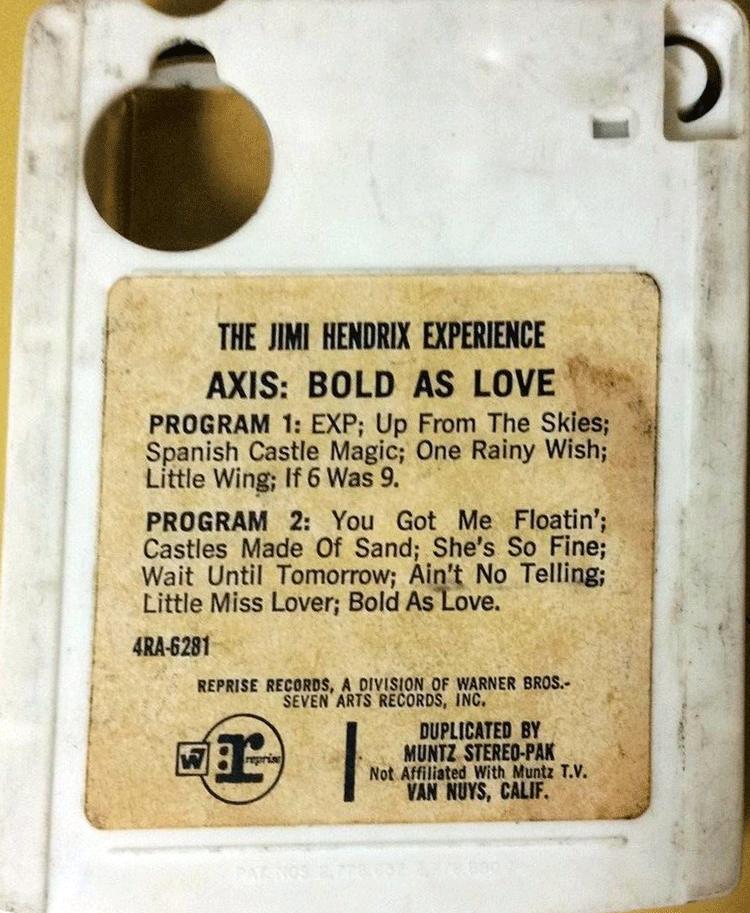 THE JIMI HENDRIX EXPERIENCE
AXIS: BOLD AS LOVE
PROGRAM 1: EXP; Up From The Skies;
Spanish Castle Magic; One Rainy Wish;
Little Wing; If 6 Was 9.
PROGRAM 2: You Got Me Floatin';
Castles Made Of Sand; She's So Fine;
Wait Until Tomorrow; Ain't No Telling;
Little Miss Lover; Bold As Love.
4RA-6281
REPRISE RECORDS, A DIVISION OF WARNER BROS.-
SEVEN ARTS RECORDS, INC.
W7 :r reprise
DUPLICATED BY
MUNTZ STEREO-PAK
Not Affiliated With Muntz T.V.
VAN NUYS, CALIF.
PAT. NOS